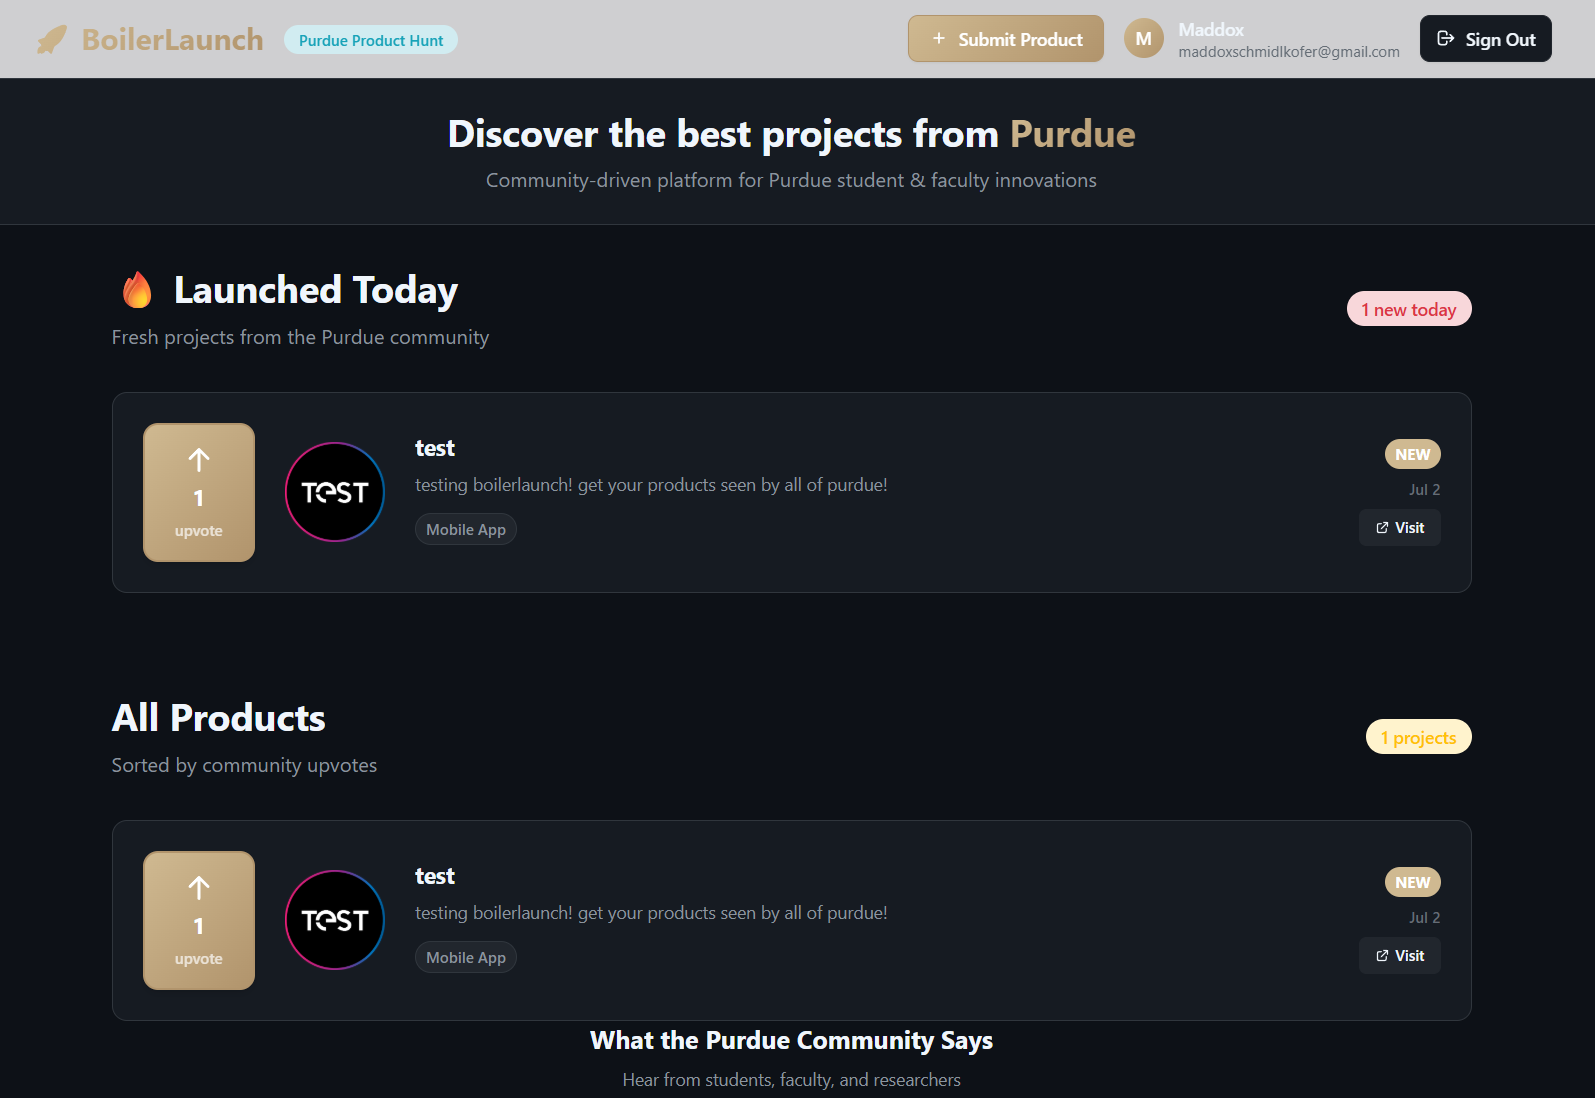 BoilerLaunch
Purdue Product Hunt
+ Submit Product
M
Maddox
maddoxschmidlkofer@gmail.com
Sign Out
Discover the best projects from Purdue
Community-driven platform for Purdue student & faculty innovations
🔥 Launched Today
Fresh projects from the Purdue community
1 new today
1
upvote
TEST
test
testing boilerlaunch! get your products seen by all of purdue!
Mobile App
NEW
Jul 2
Visit
All Products
Sorted by community upvotes
1 projects
1
upvote
TEST
test
testing boilerlaunch! get your products seen by all of purdue!
Mobile App
NEW
Jul 2
Visit
What the Purdue Community Says
Hear from students, faculty, and researchers